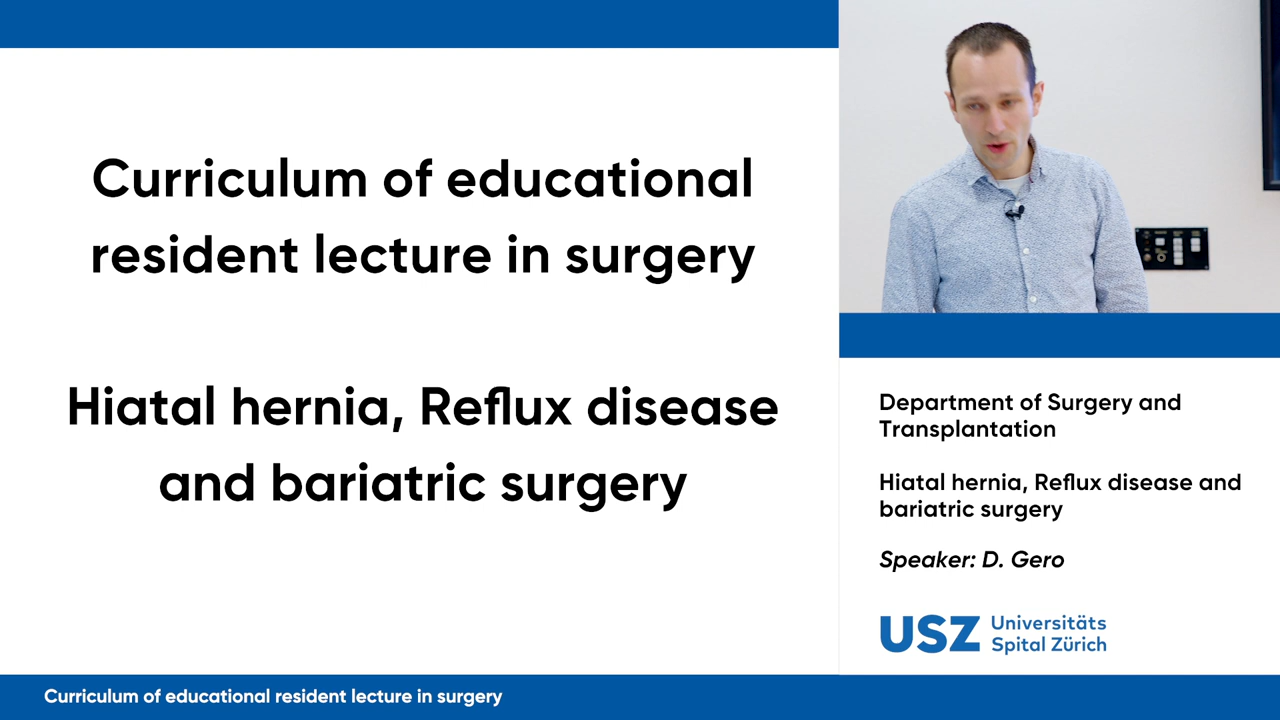 Curriculum of educational
resident lecture in surgery
Hiatal hernia, Reflux disease
and bariatric surgery
Department of Surgery and
Transplantation
Hiatal hernia, Reflux disease and
bariatric surgery
Speaker: D. Gero
USZ Universitäts
Spital Zürich
Curriculum of educational resident lecture in surgery